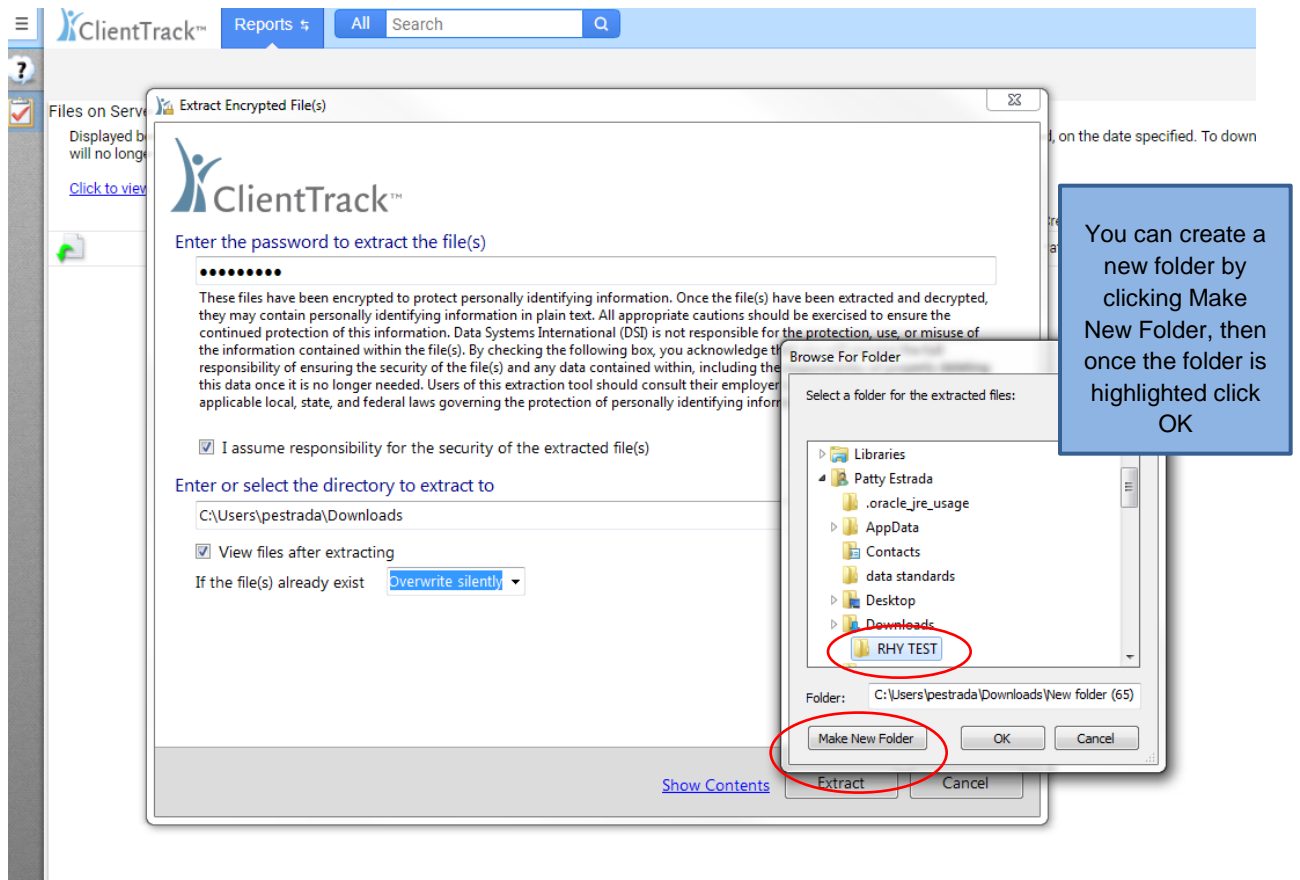 ClientTrack™
Reports
All
Search
?
Extract Encrypted File(s)
Files on Serve
Displayed b
will no longe
, on the date specified. To down
Click to view
ClientTrack™
Enter the password to extract the file(s)
•••••••••
These files have been encrypted to protect personally identifying information. Once the file(s) have been extracted and decrypted,
they may contain personally identifying information in plain text. All appropriate cautions should be exercised to ensure the
continued protection of this information. Data Systems International (DSI) is not responsible for the protection, use, or misuse of
the information contained within the file(s). By checking the following box, you acknowledge th
responsibility of ensuring the security of the file(s) and any data contained within, including the
this data once it is no longer needed. Users of this extraction tool should consult their employer
applicable local, state, and federal laws governing the protection of personally identifying inform
I assume responsibility for the security of the extracted file(s)
Enter or select the directory to extract to
C:\Users\pestrada\Downloads
View files after extracting
If the file(s) already exist Overwrite silently
Show Contents
Extract
Cancel
Browse For Folder
Select a folder for the extracted files:
Libraries
Patty Estrada
.oracle_jre_usage
AppData
Contacts
data standards
Desktop
Downloads
RHY TEST
Folder: C:\Users\pestrada\Downloads\New folder (65)
Make New Folder
OK
Cancel
You can create a
new folder by
clicking Make
New Folder, then
once the folder is
highlighted click
OK